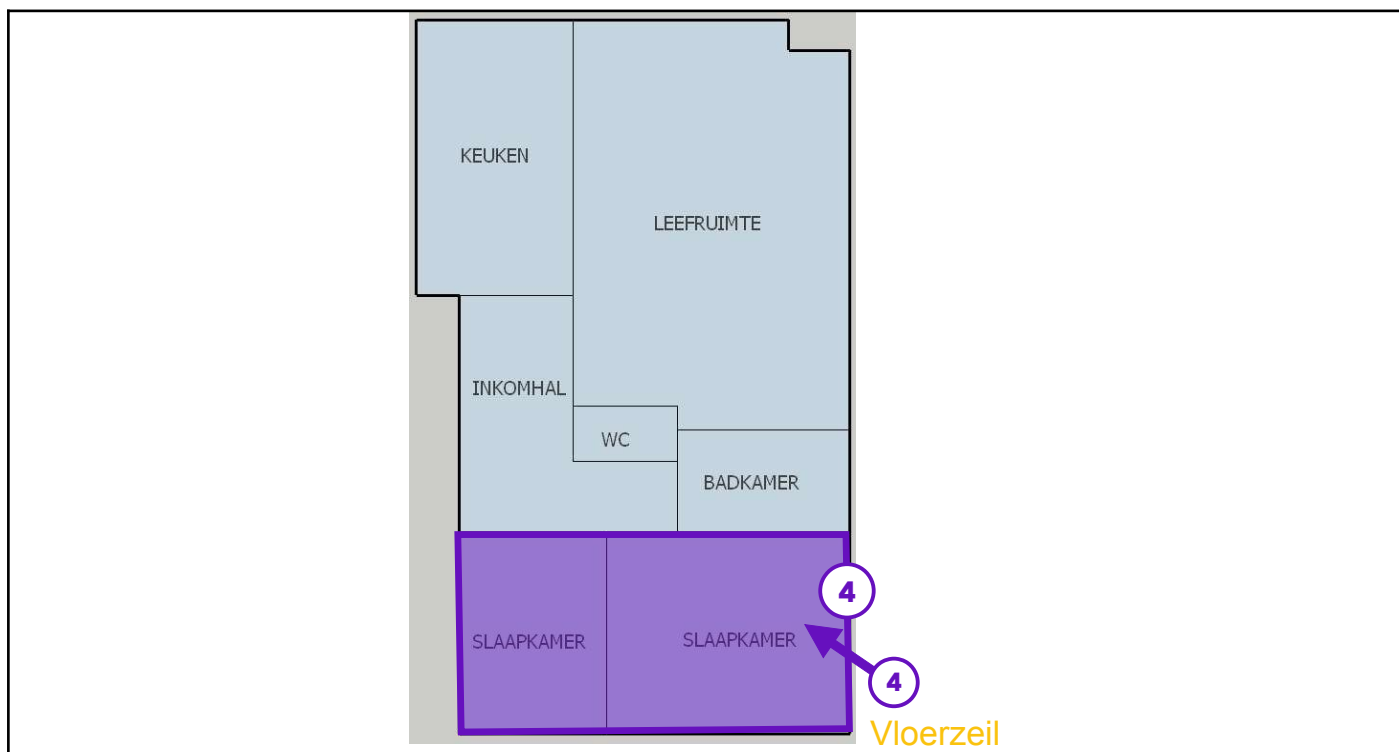 KEUKEN
LEEFRUIMTE
INKOMHAL
WC
BADKAMER
4
SLAAPKAMER
SLAAPKAMER
4
Vloerzeil